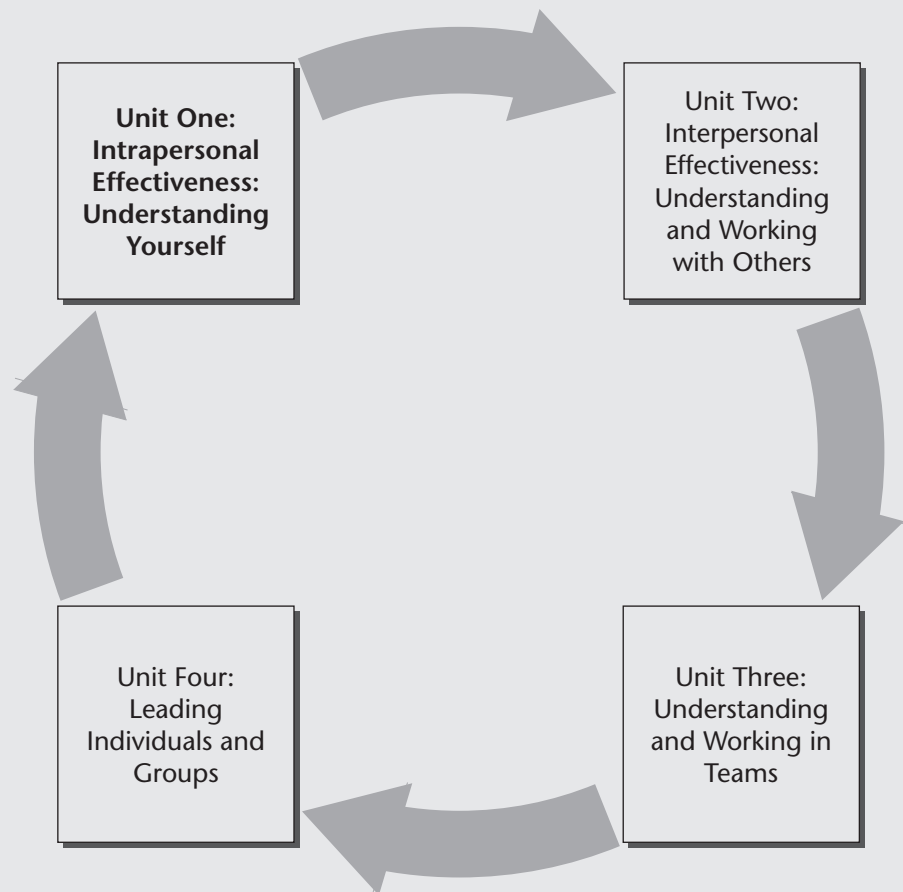 Unit One:
Intrapersonal
Effectiveness:
Understanding
Yourself
Unit Two:
Interpersonal
Effectiveness:
Understanding
and Working
with Others
Unit Three:
Understanding
and Working in
Teams
Unit Four:
Leading
Individuals and
Groups